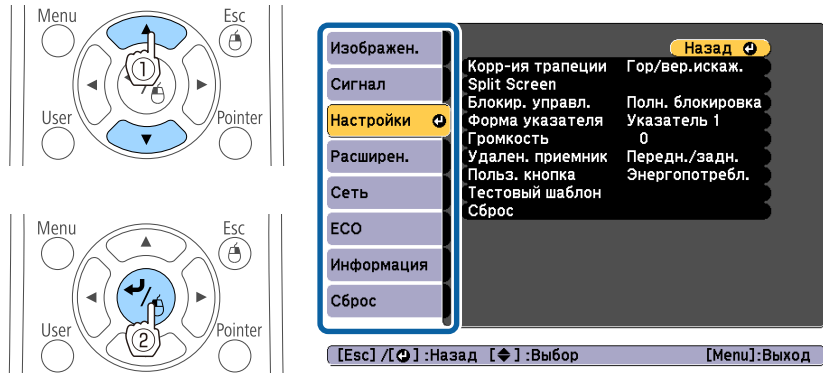 Menu
Esc
1
User
Pointer
Menu
Esc
2
User
Pointer
Изображен.
Сигнал
Настройки
Расширен.
Сеть
ECO
Информация
Сброс
Назад
Корр-ия трапеции Гор/вер.искаж.
Split Screen
Блокир. управл. Полн. блокировка
Форма указателя Указатель 1
Громкость 0
Удален. приемник Передн./задн.
Польз. кнопка Энергопотребл.
Тестовый шаблон
Сброс
[Esc] /[ ] :Назад [ ] :Выбор [Menu]:Выход